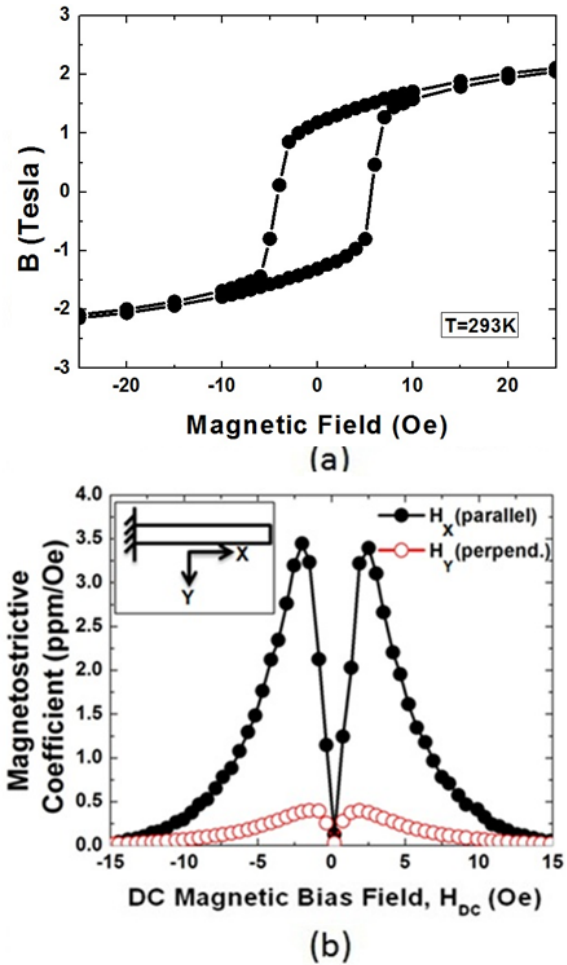 3
2
1
0
-1
-2
-3
B (Tesla )
T=293K
-20 -10 0 10 20
Magnetic Field (Oe)
(a)
4.0
3.5
3.0
2.5
2.0
1.5
1.0
0.5
0.0
Magnetostrictive
Coefficient (ppm/Oe)
X
Y
HX(parallel)
HY(perpend.)
-15 -10 -5 0 5 10 15
DC Magnetic Bias Field, HDC (Oe)
(b)